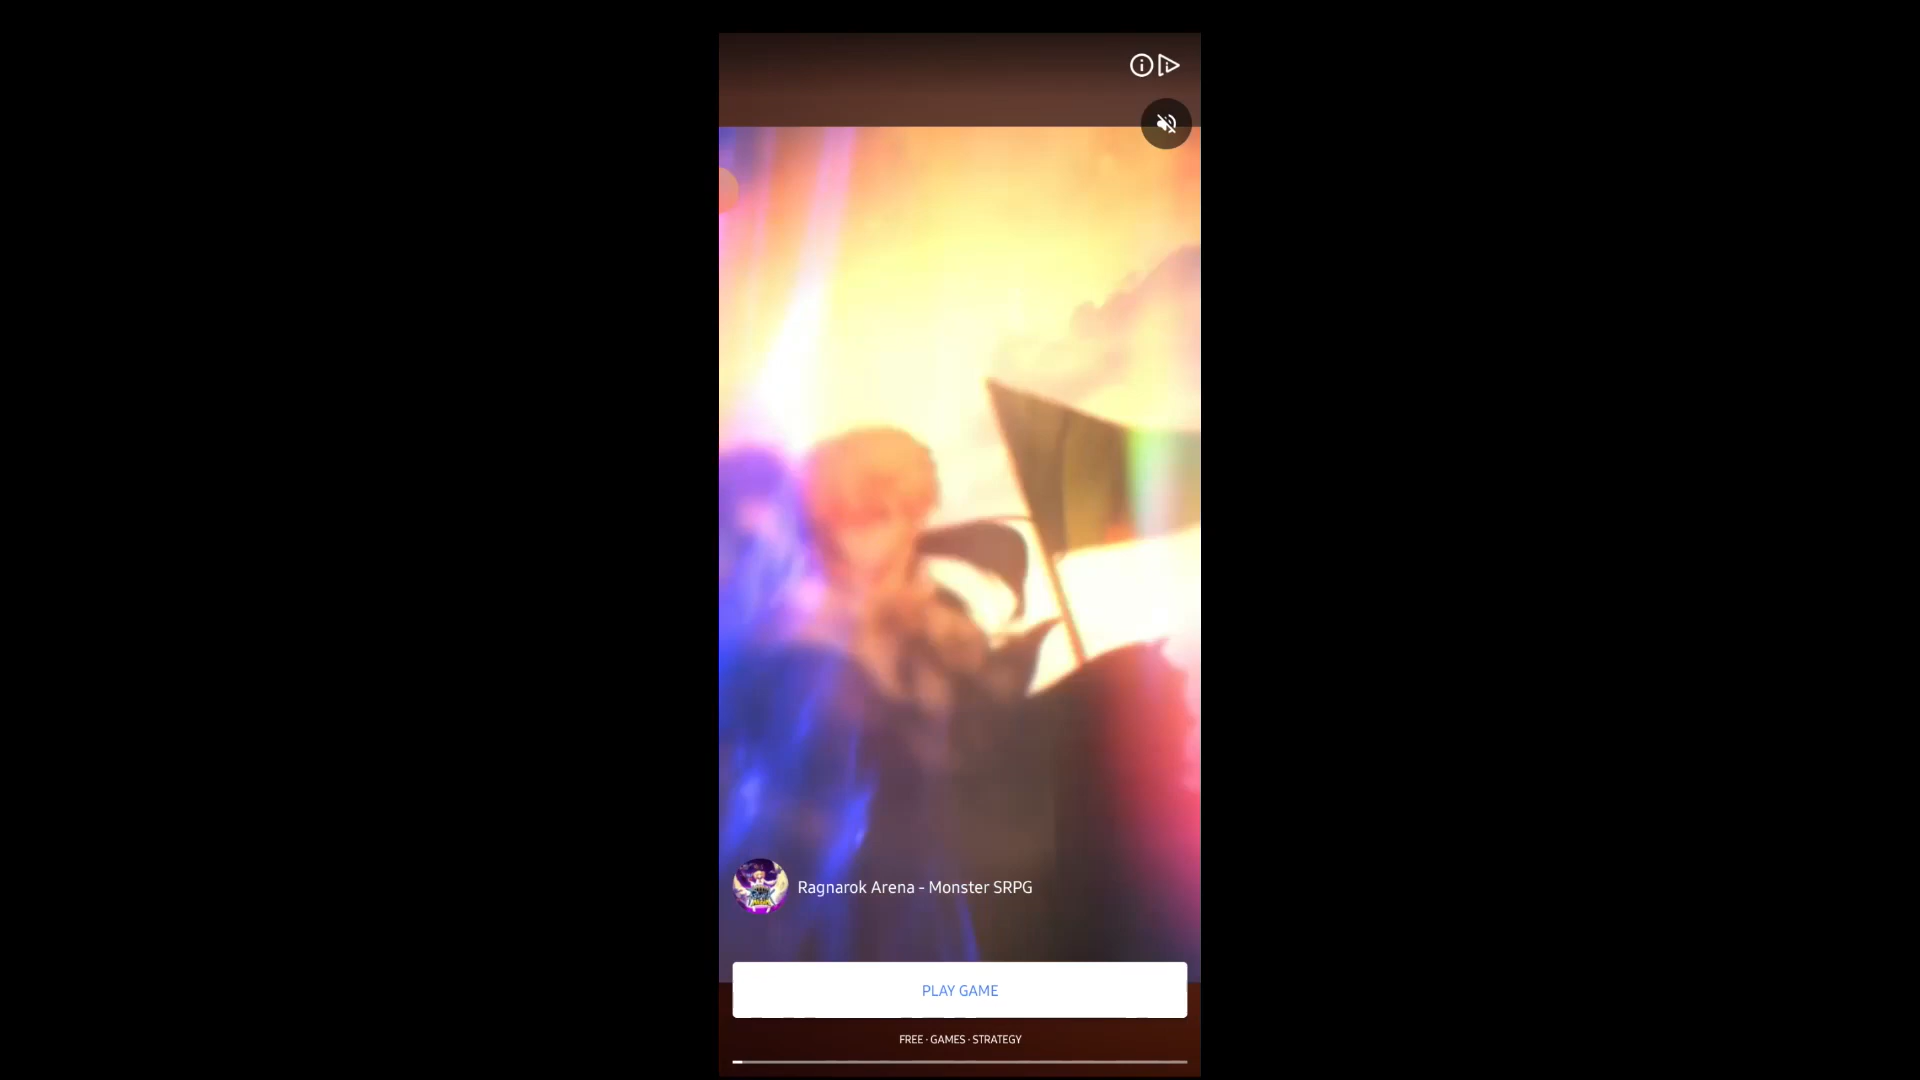 Ragnarok Arena - Monster SRPG
PLAY GAME
FREE · GAMES · STRATEGY